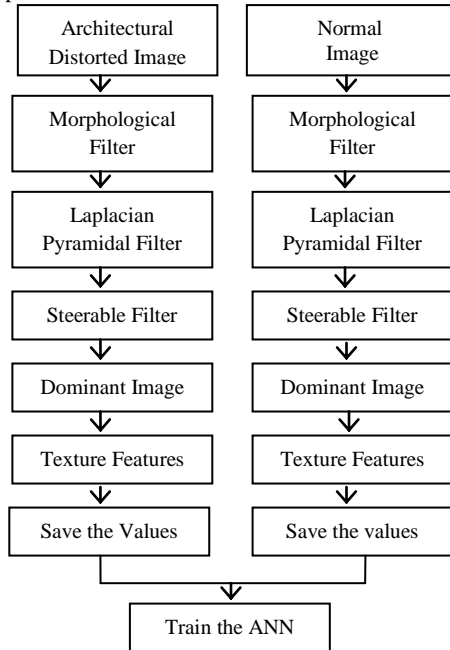 Architectural
Distorted Image
Morphological
Filter
Laplacian
Pyramidal Filter
Steerable Filter
Dominant Image
Texture Features
Save the Values
Normal
Image
Morphological
Filter
Laplacian
Pyramidal Filter
Steerable Filter
Dominant Image
Texture Features
Save the values
Train the ANN